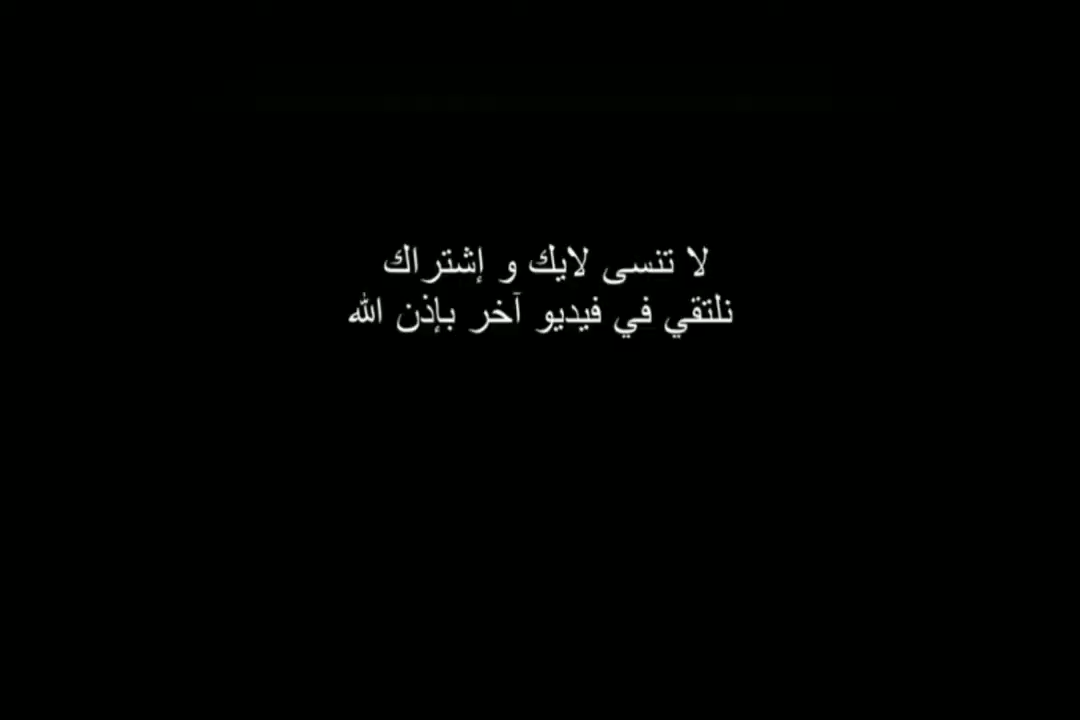 لا تنسى لايك و إشتراك
نلتقي في فيديو آخر بإذن الله